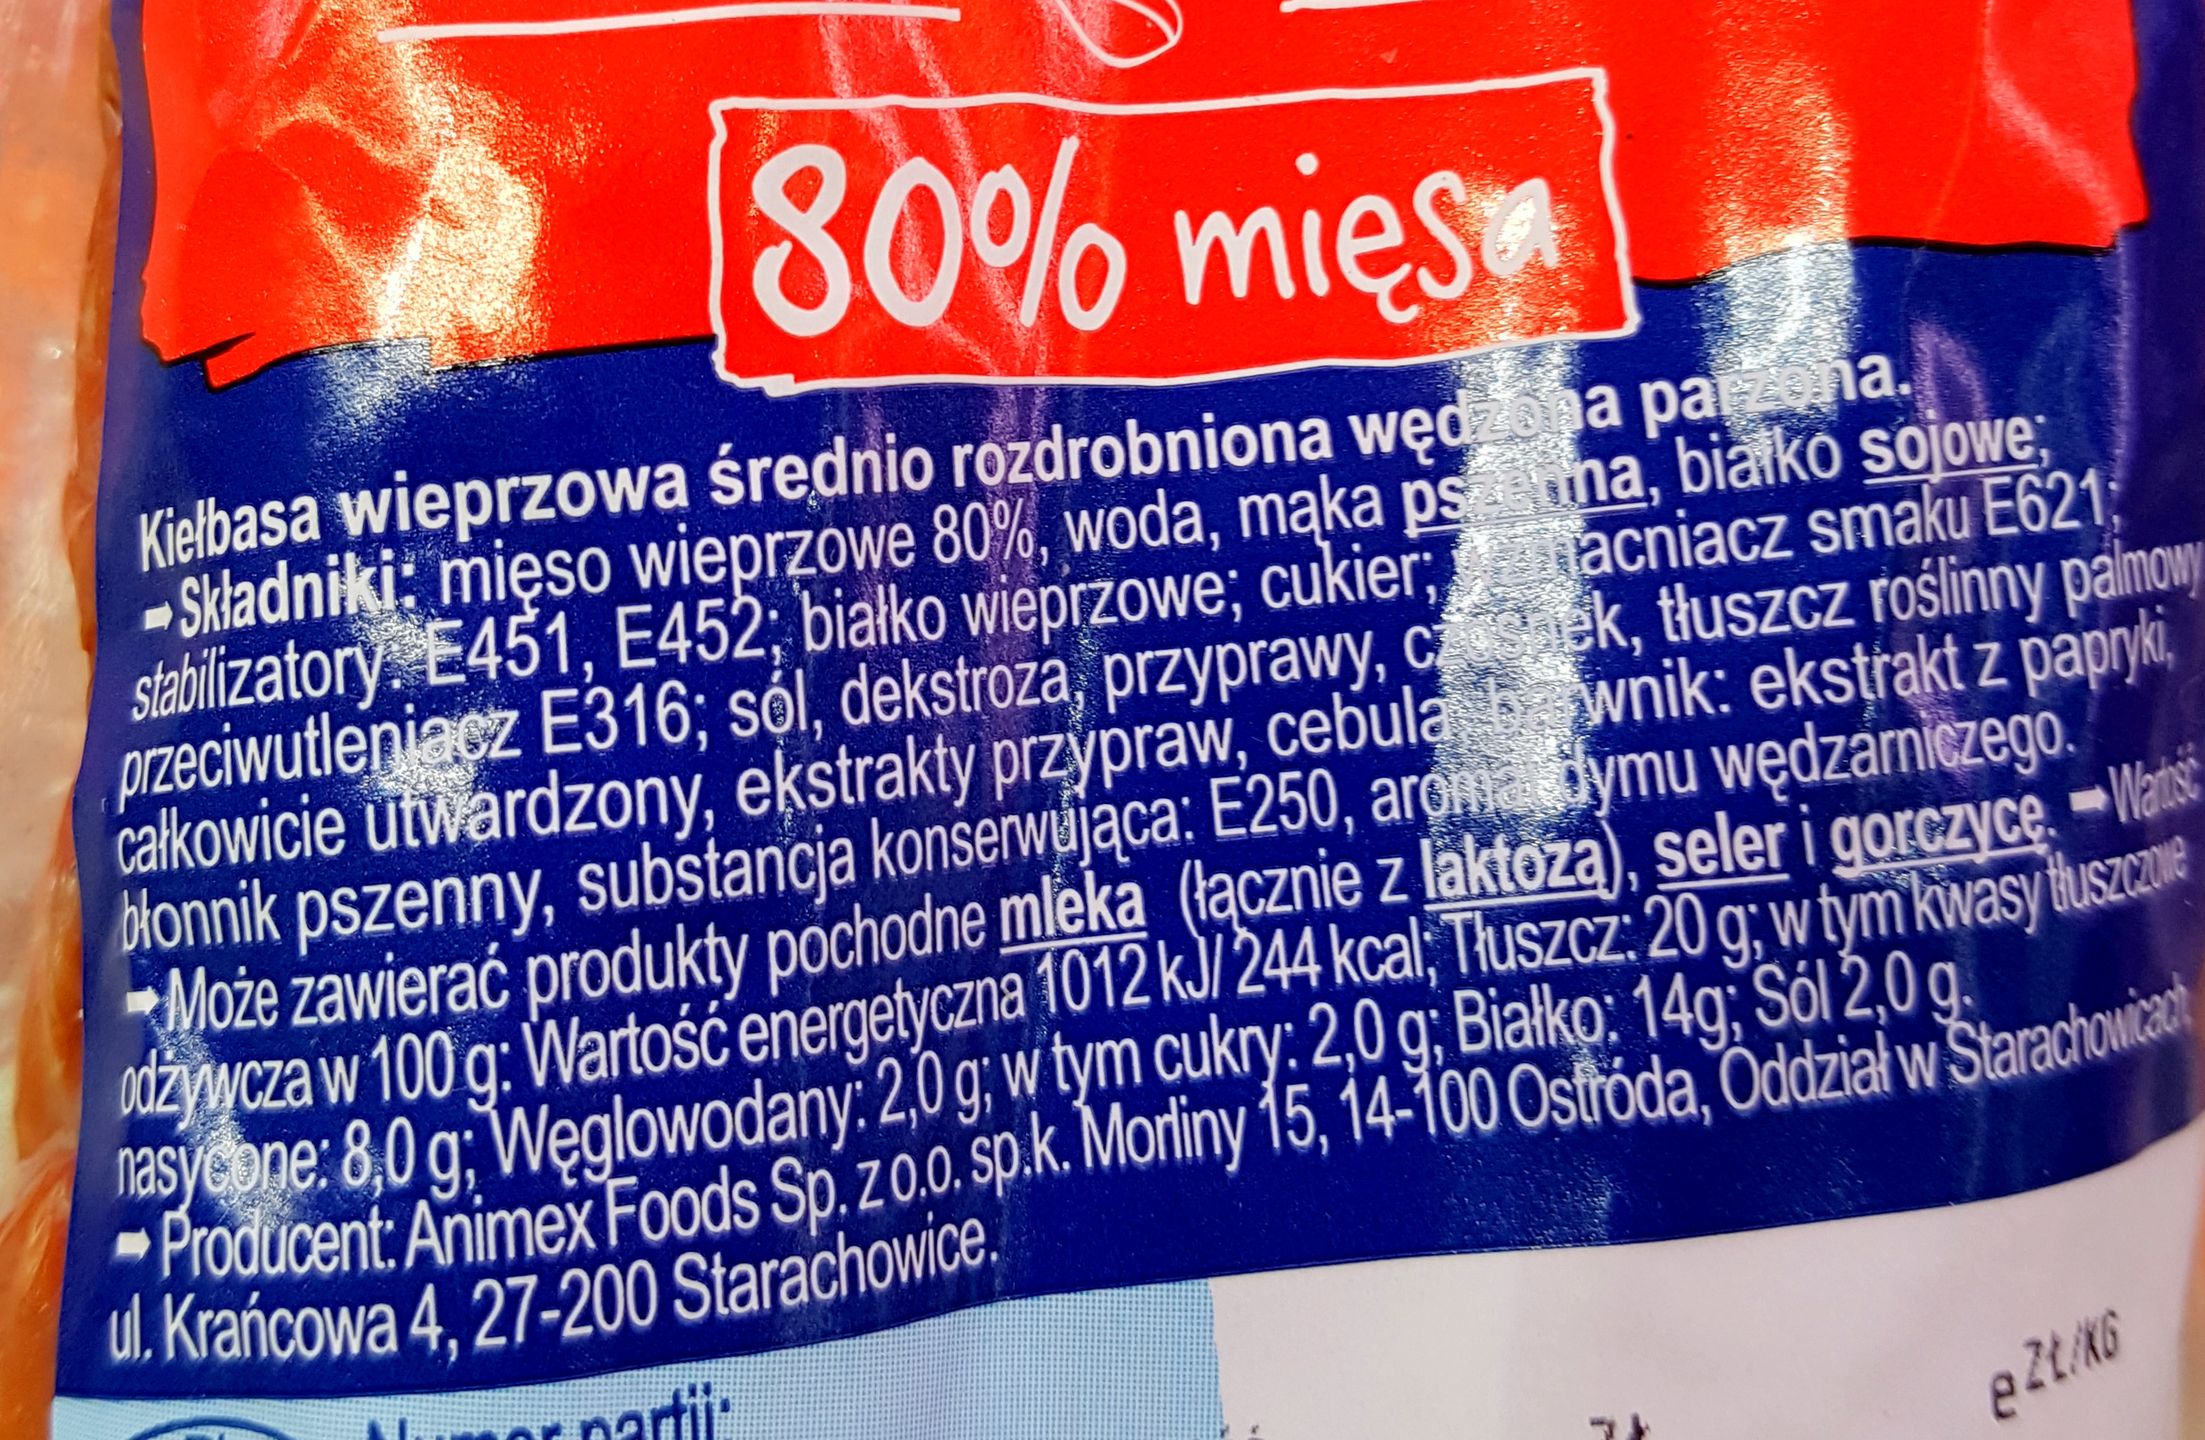 80% mięsa
Kiełbasa wieprzowa średnio rozdrobniona wędzona parzona.
➞Składniki: mięso wieprzowe 80%, woda, mąka pszenna, białko sojowe;
stabilizatory: E451, E452; białko wieprzowe; cukier; wzmacniacz smaku E621;
przeciwutleniacz E316; sól, dekstroza, przyprawy, czosnek, tłuszcz roślinny palmowy
całkowicie utwardzony, ekstrakty przypraw, cebula, barwnik: ekstrakt z papryki,
błonnik pszenny, substancja konserwująca: E250, aromat dymu wędzarniczego.
➞Może zawierać produkty pochodne mleka (łącznie z laktozą), seler i gorczycę. ➞Wartość
odżywcza w 100 g: Wartość energetyczna 1012 kJ/ 244 kcal; Tłuszcz: 20 g; w tym kwasy tłuszczowe
nasycone: 8,0 g; Węglowodany: 2,0 g; w tym cukry: 2,0 g; Białko: 14g; Sól 2,0 g.
➞Producent: Animex Foods Sp. z o.o. sp.k. Morliny 15, 14-100 Ostróda, Oddział w Starachowicach,
ul. Krańcowa 4, 27-200 Starachowice.
e ZŁ/KG
Numer partii: